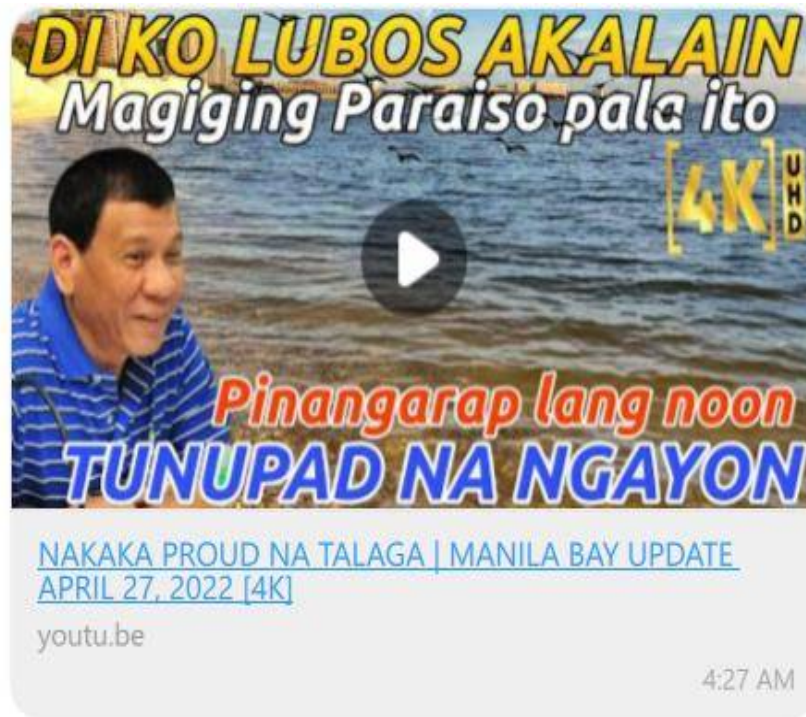 DI KO LUBOS AKALAIN
Magiging Paraiso pala ito
[4K] UHD
Pinangarap lang noon
TUNUPAD NA NGAYON
NAKAKA PROUD NA TALAGA | MANILA BAY UPDATE
APRIL 27, 2022 [4K]
youtu.be
4:27 AM